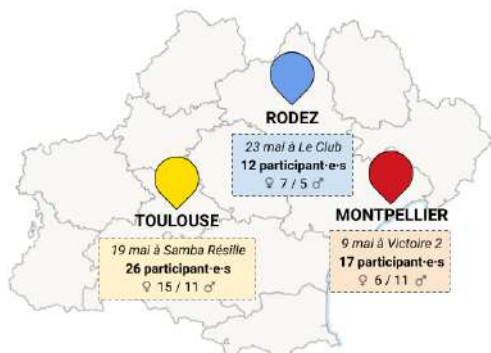 RODEZ
23 mai à Le Club
12 participant·e·s
♀ 7 / 5 ♂
TOULOUSE
19 mai à Samba Résille
26 participant·e·s
♀ 15 / 11 ♂
MONTPELLIER
9 mai à Victoire 2
17 participant·e·s
♀ 6 / 11 ♂